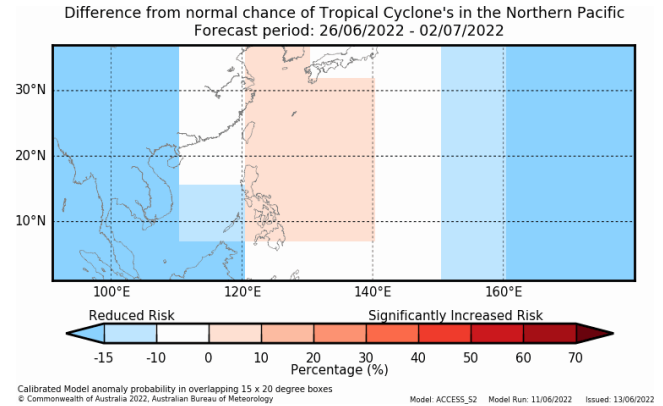 Difference from normal chance of Tropical Cyclone's in the Northern Pacific
Forecast period: 26/06/2022 - 02/07/2022
30°N
20°N
10°N
100°E 120°E 140°E 160°E
Reduced Risk Significantly Increased Risk
-15 -10 0 10 20 30 40 50 60 70
Percentage (%)
Calibrated Model anomaly probability in overlapping 15 x 20 degree boxes
© Commonwealth of Australia 2022, Australian Bureau of Meteorology Model: ACCESS_S2 Model Run: 11/06/2022 Issued: 13/06/2022